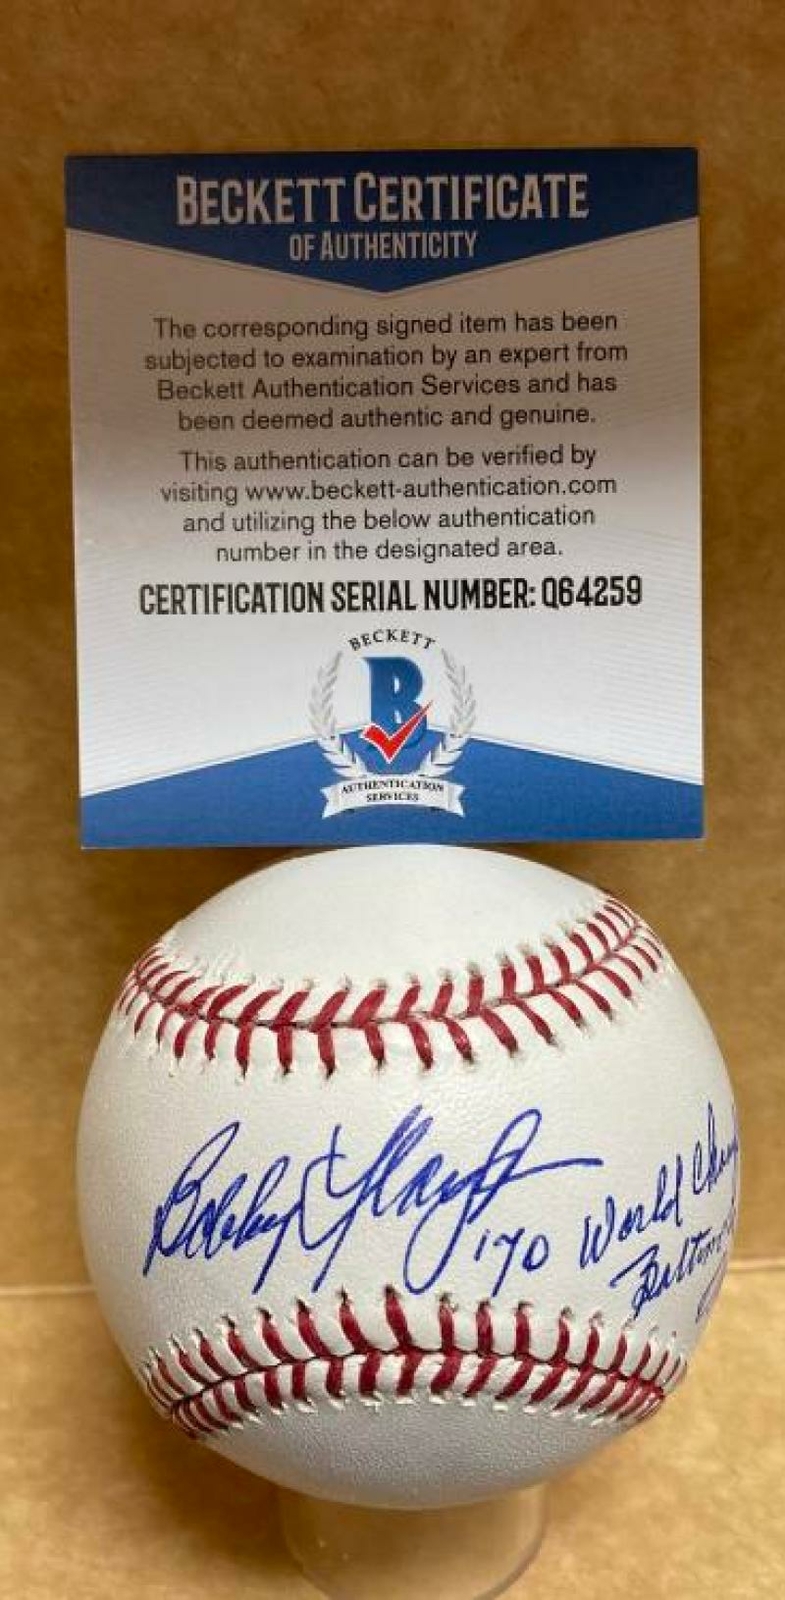 BECKETT CERTIFICATE
OF AUTHENTICITY
The corresponding signed item has been
subjected to examination by an expert from
Beckett Authentication Services and has
been deemed authentic and genuine.
This authentication can be verified by
visiting www.beckett-authentication.com
and utilizing the below authentication
number in the designated area.
CERTIFICATION SERIAL NUMBER: Q64259
BECKETT
B
AUTHENTICATION
SERVICES
Bobby
'70 World